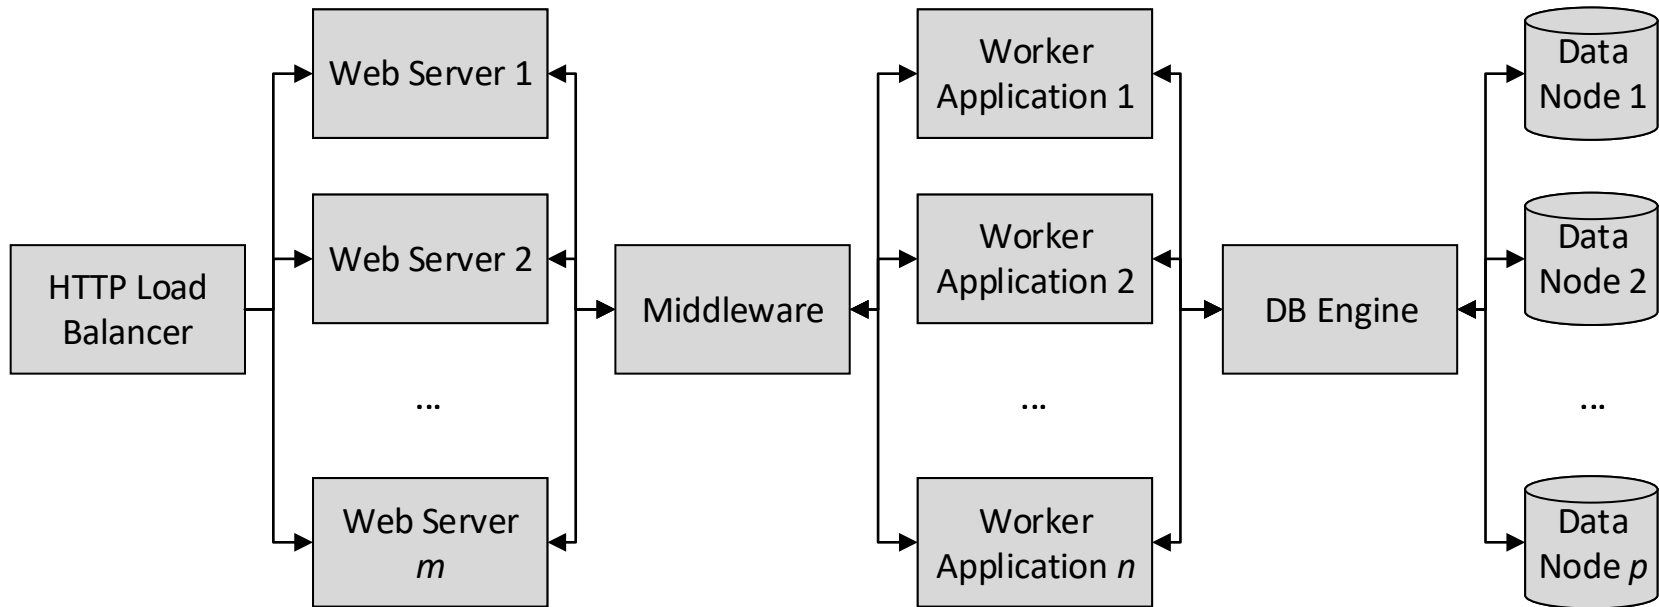 HTTP Load
Balancer
Web Server 1
Web Server 2
...
Web Server
m
Middleware
Worker
Application 1
Worker
Application 2
...
Worker
Application n
DB Engine
Data
Node 1
Data
Node 2
...
Data
Node p